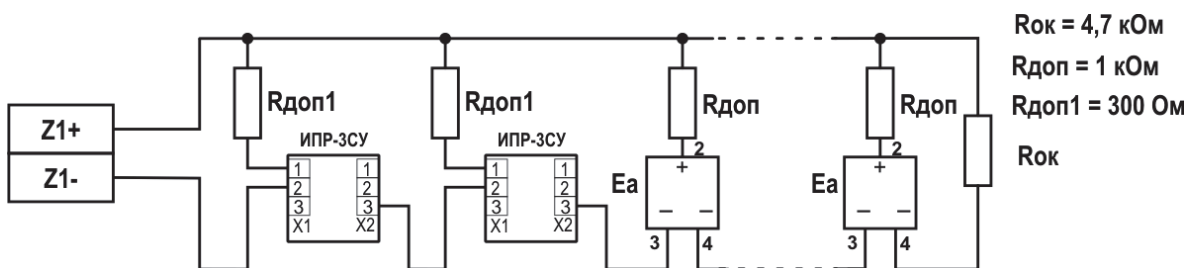 Rок = 4,7 кОм
Rдоп = 1 кОм
Rдоп1 = 300 Ом
Rдоп1
Rдоп1
Rдоп
Rдоп
Rок
Z1+
Z1-
ИПР-3СУ
1
2
3
X1
1
2
3
X2
ИПР-3СУ
1
2
3
X1
1
2
3
X2
Еа
2
+
— —
3
4
Еа
2
+
— —
3
4